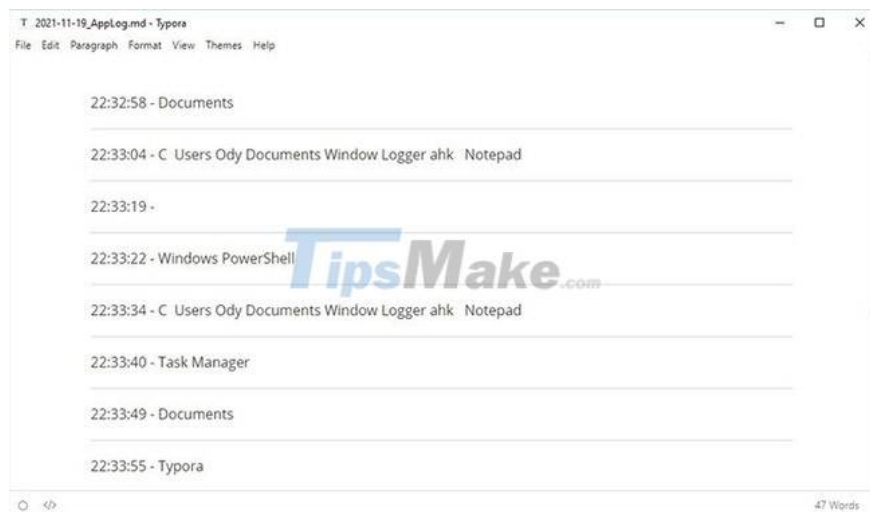 T 2021-11-19_AppLog.md - Typora
File Edit Paragraph Format View Themes Help
22:32:58 - Documents
22:33:04 - C Users Ody Documents Window Logger ahk Notepad
22:33:19 -
22:33:22 - Windows PowerShell
TipsMake.com
22:33:34 - C Users Ody Documents Window Logger ahk Notepad
22:33:40 - Task Manager
22:33:49 - Documents
22:33:55 - Typora
</> 47 Words